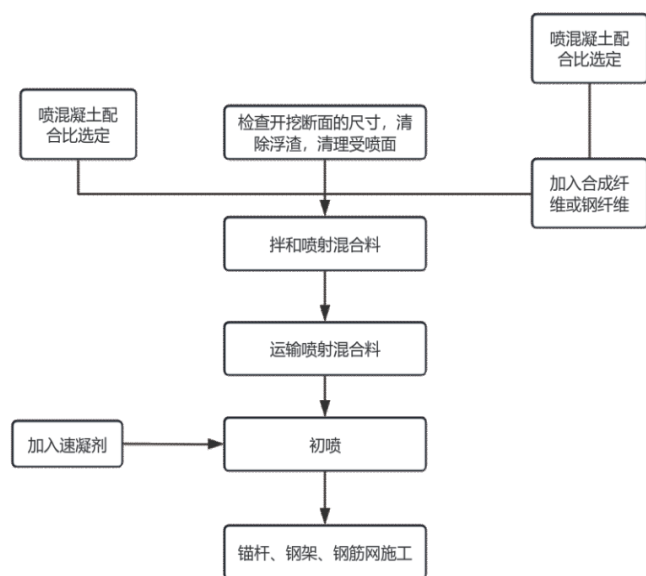 喷混凝土配
合比选定
喷混凝土配
合比选定
检查开挖断面的尺寸，清
除浮渣，清理受喷面
加入合成纤
维或钢纤维
拌和喷射混合料
运输喷射混合料
加入速凝剂
初喷
锚杆、钢架、钢筋网施工